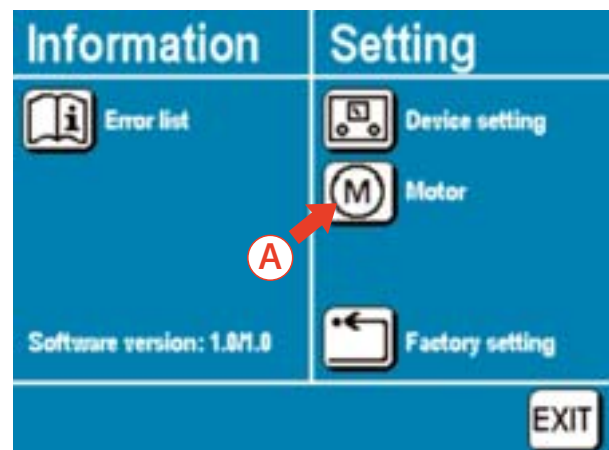 Information
Setting
i
Error list
Device setting
M
Motor
A
Software version: 1.0/1.0
Factory setting
EXIT